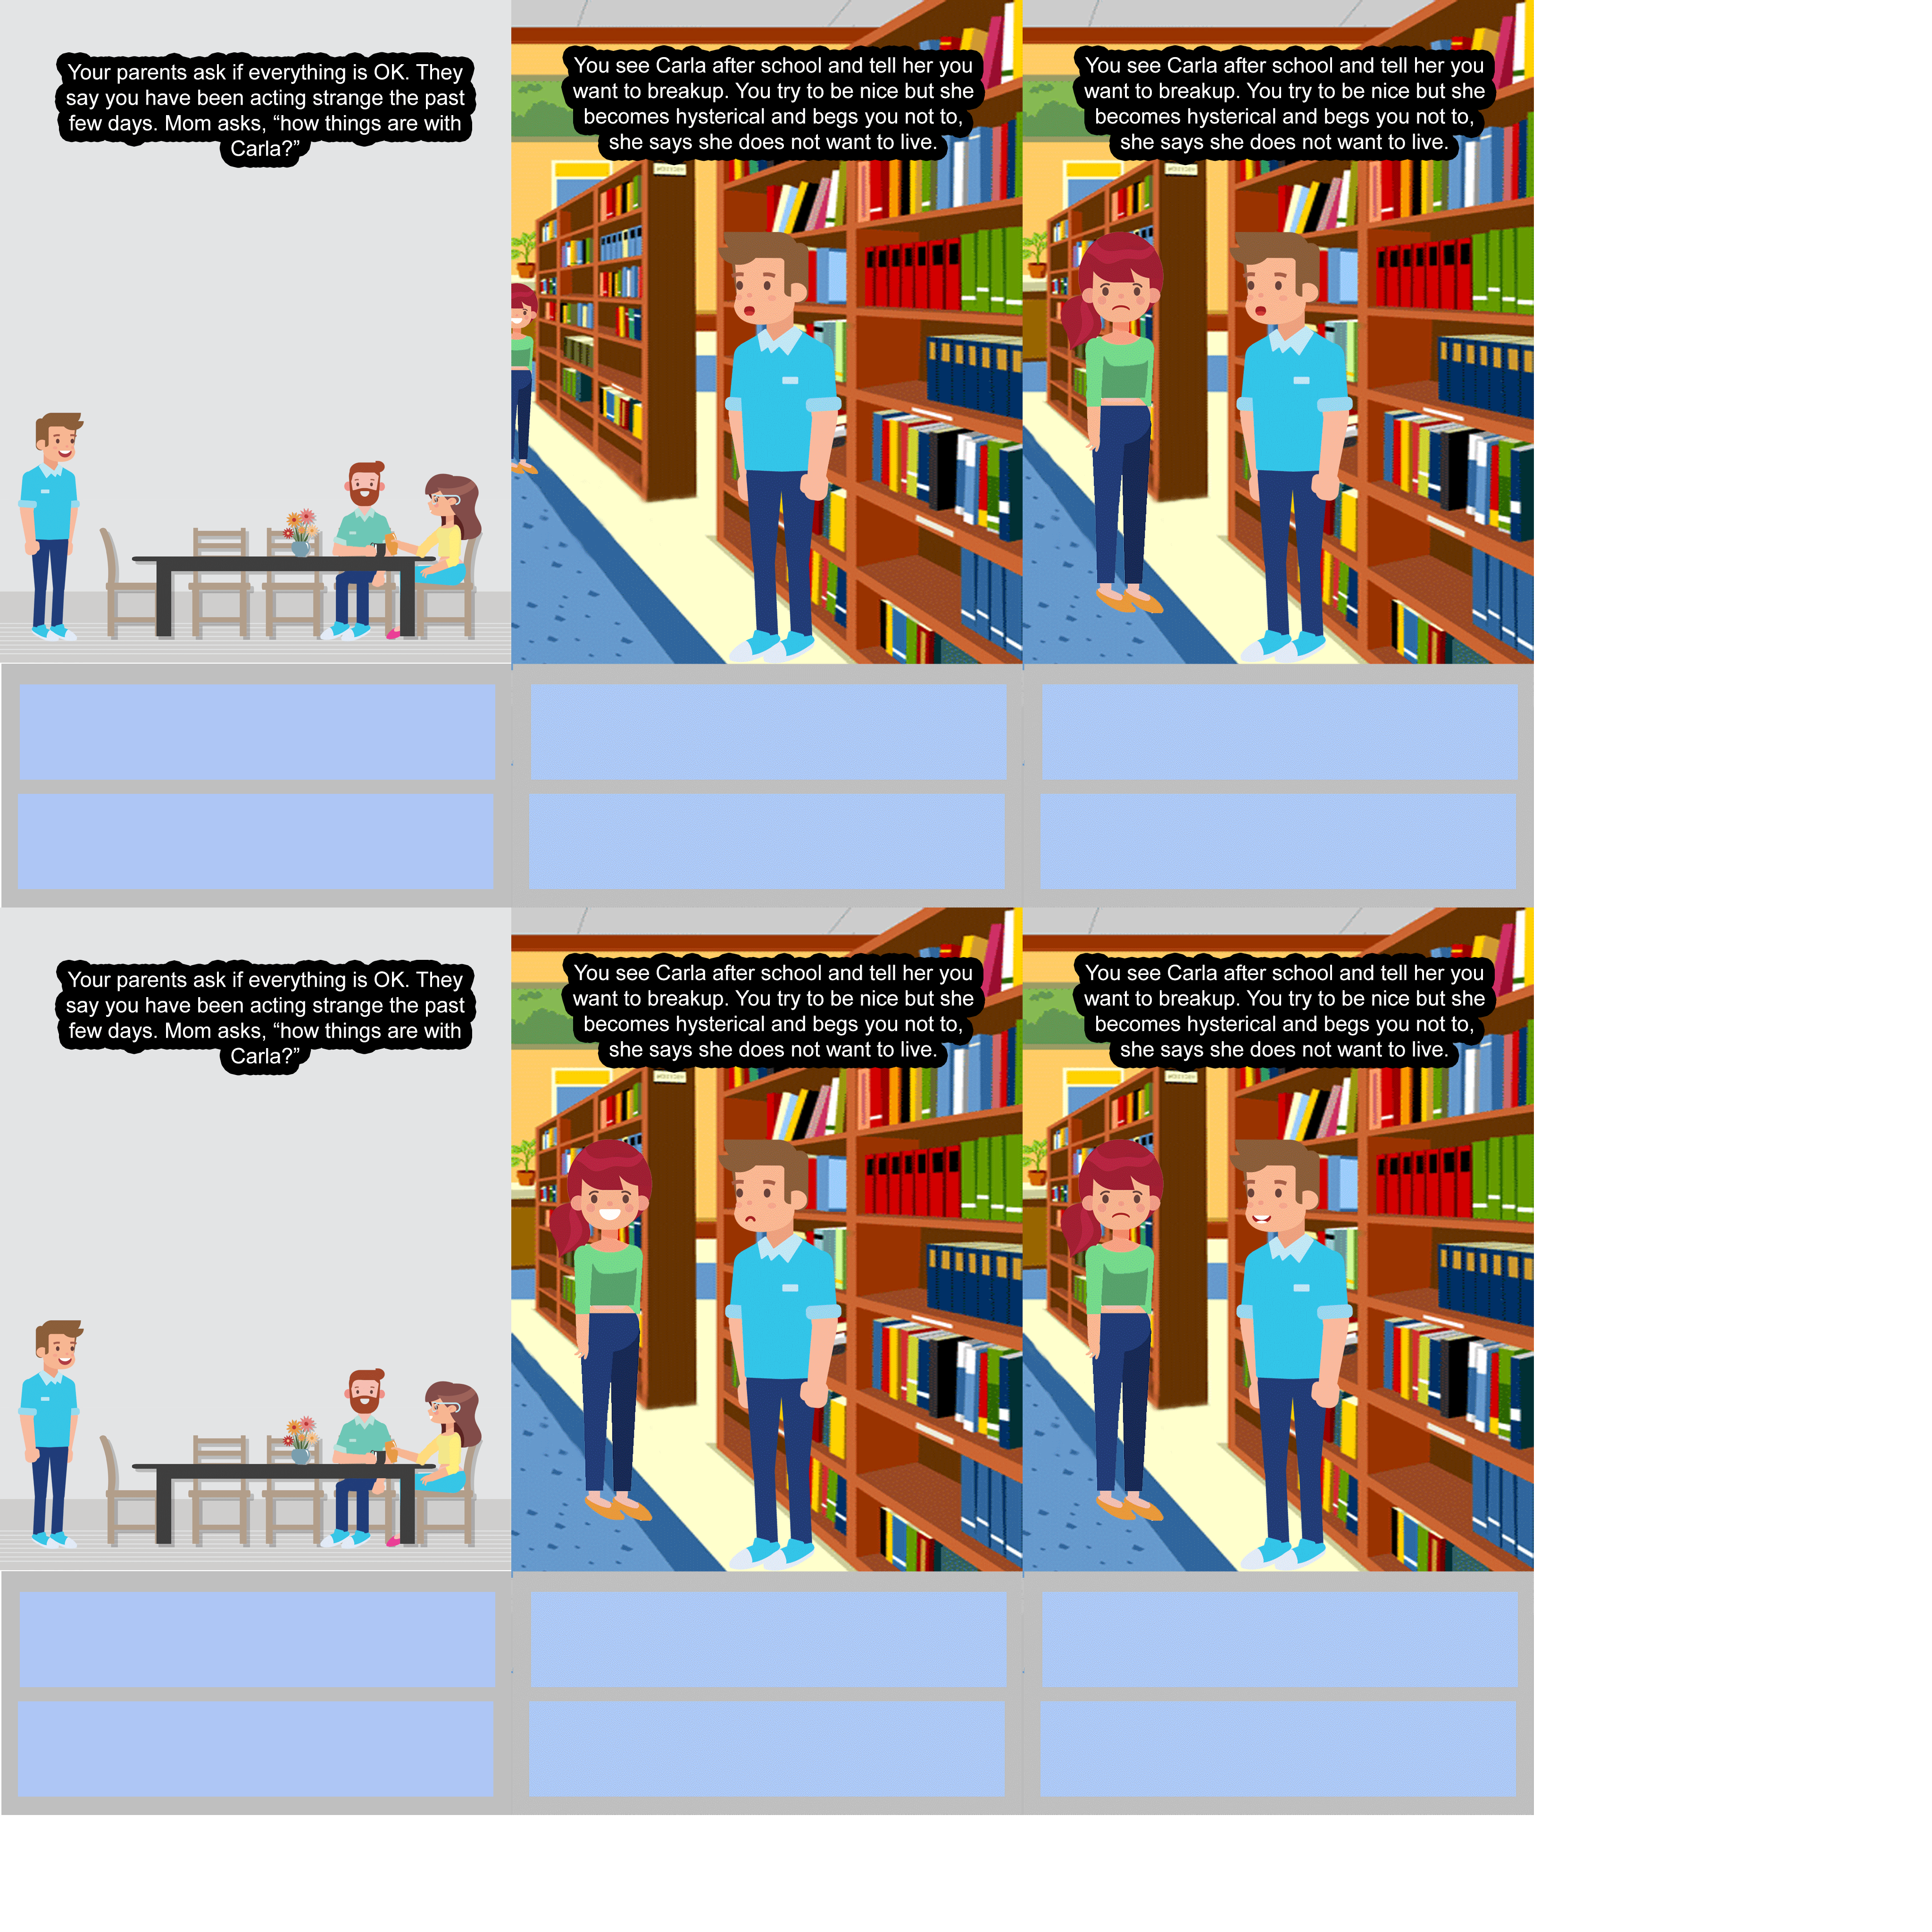 Your parents ask if everything is OK. They
say you have been acting strange the past
few days. Mom asks, “how things are with
Carla?”
You see Carla after school and tell her you
want to breakup. You try to be nice but she
becomes hysterical and begs you not to,
she says she does not want to live.
You see Carla after school and tell her you
want to breakup. You try to be nice but she
becomes hysterical and begs you not to,
she says she does not want to live.
Your parents ask if everything is OK. They
say you have been acting strange the past
few days. Mom asks, “how things are with
Carla?”
You see Carla after school and tell her you
want to breakup. You try to be nice but she
becomes hysterical and begs you not to,
she says she does not want to live.
You see Carla after school and tell her you
want to breakup. You try to be nice but she
becomes hysterical and begs you not to,
she says she does not want to live.